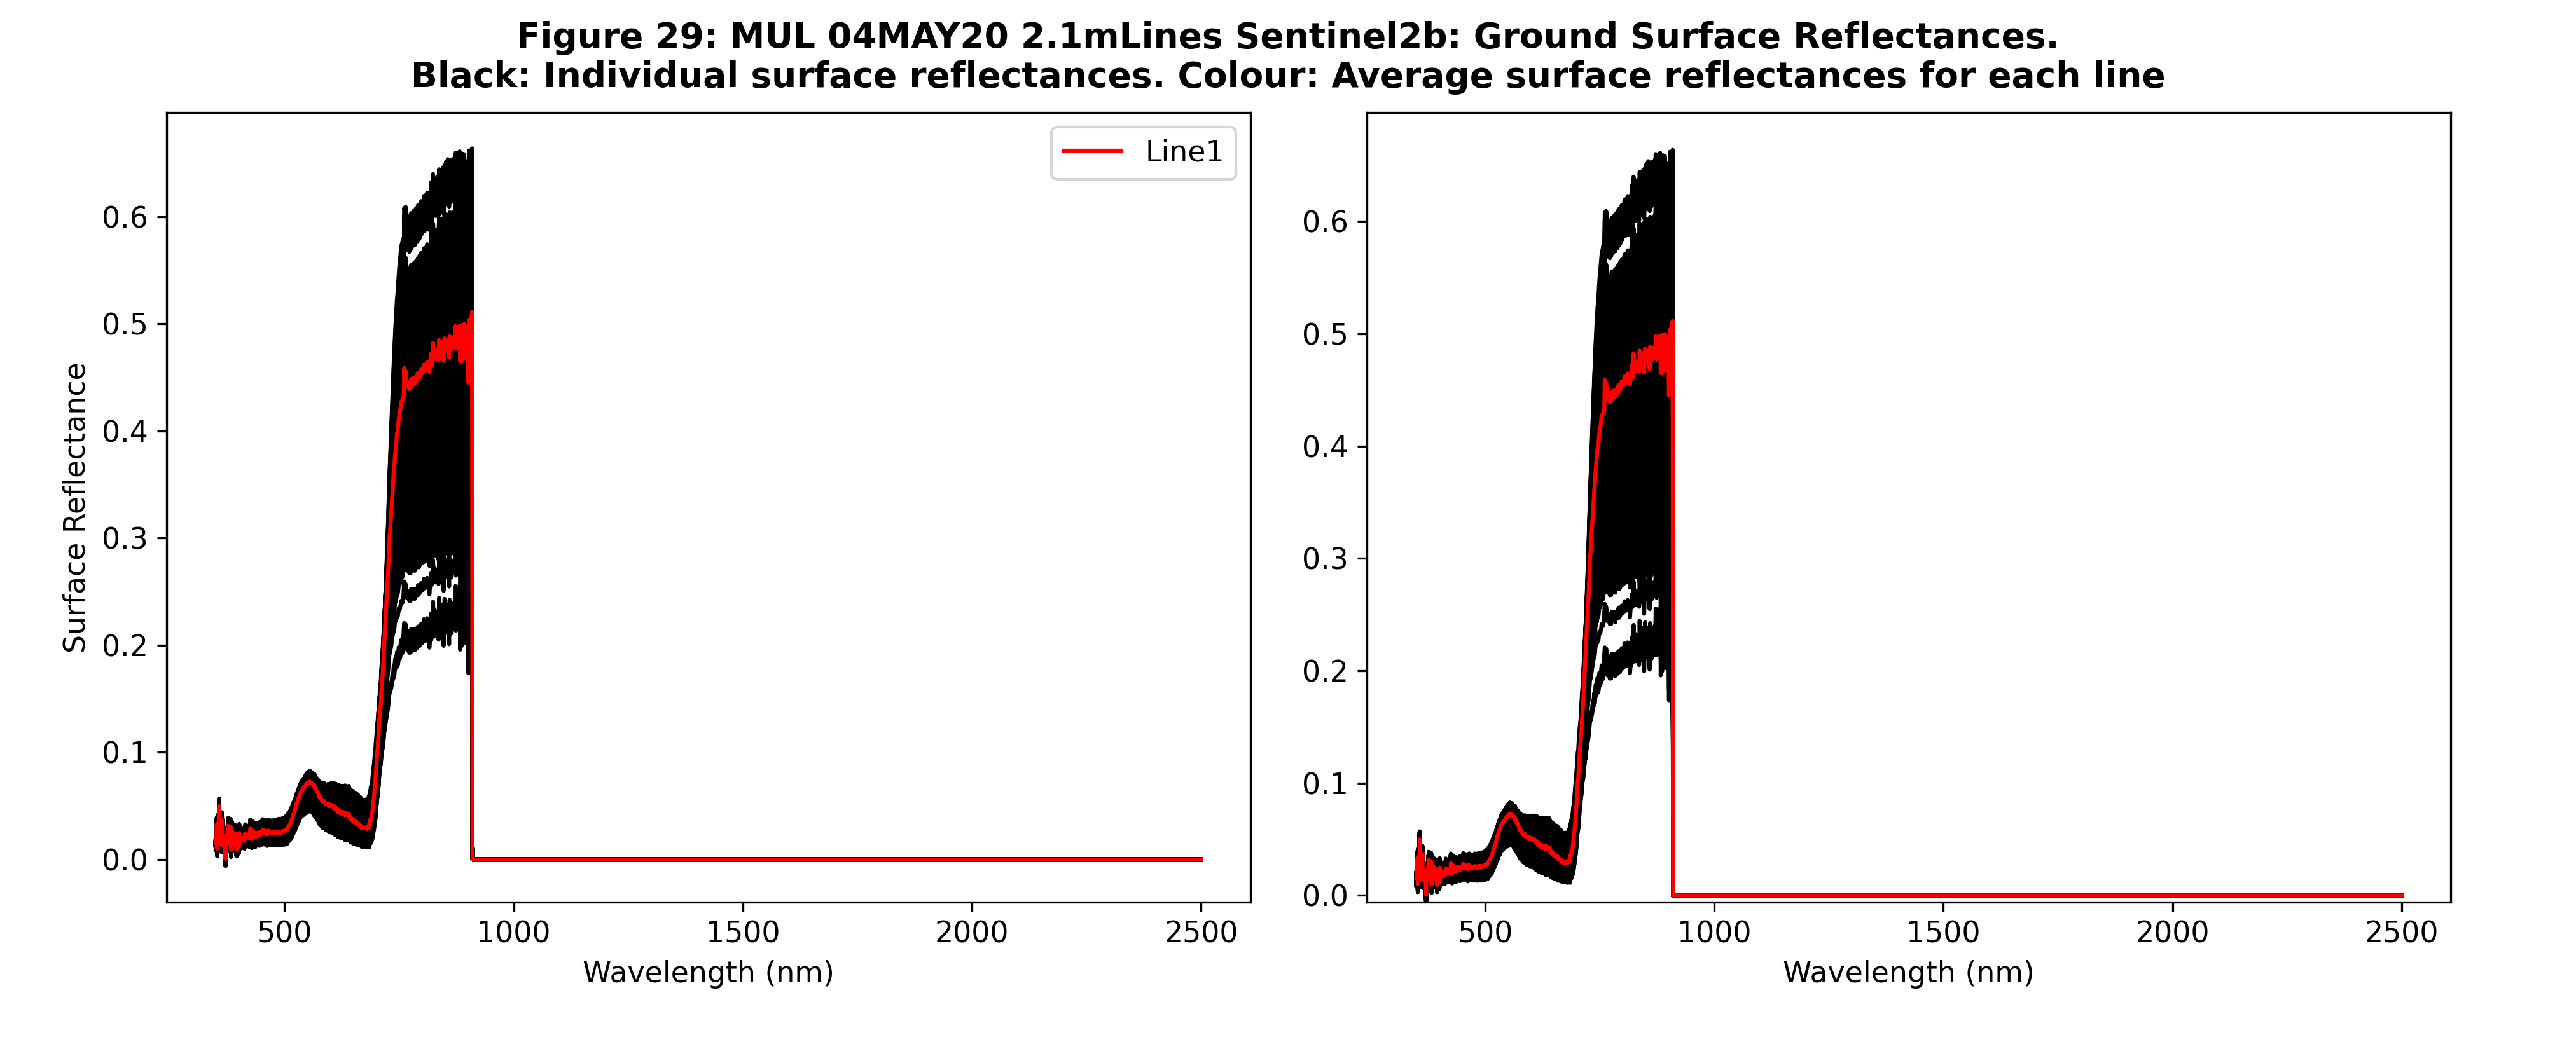 Figure 29: MUL 04MAY20 2.1mLines Sentinel2b: Ground Surface Reflectances.
Black: Individual surface reflectances. Colour: Average surface reflectances for each line
Line1
Surface Reflectance
0.6
0.5
0.4
0.3
0.2
0.1
0.0
500 1000 1500 2000 2500
Wavelength (nm)
0.6
0.5
0.4
0.3
0.2
0.1
0.0
500 1000 1500 2000 2500
Wavelength (nm)